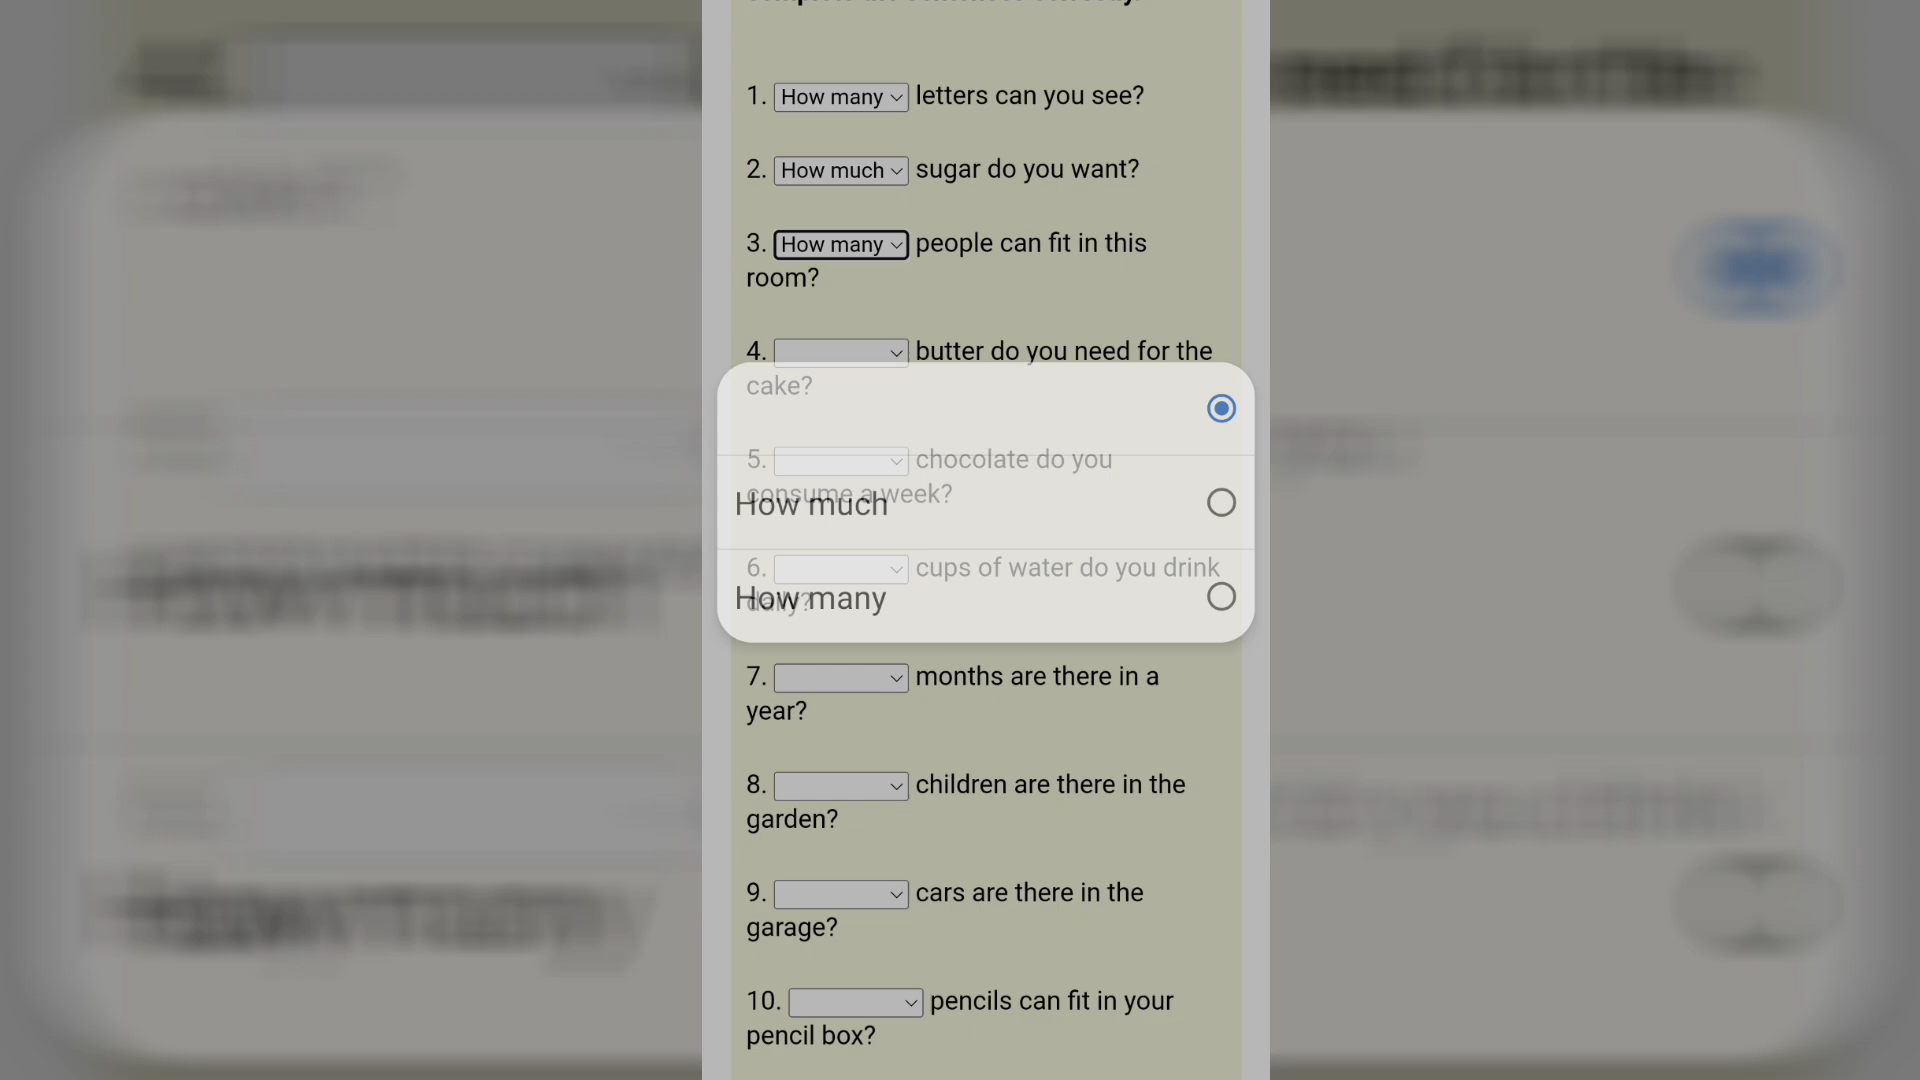 1. How many letters can you see?
2. How much sugar do you want?
3. How many people can fit in this
room?
4. butter do you need for the
cake?
5. chocolate do you
consume a week?
How much
6. cups of water do you drink
daily?
How many
7. months are there in a
year?
8. children are there in the
garden?
9. cars are there in the
garage?
10. pencils can fit in your
pencil box?